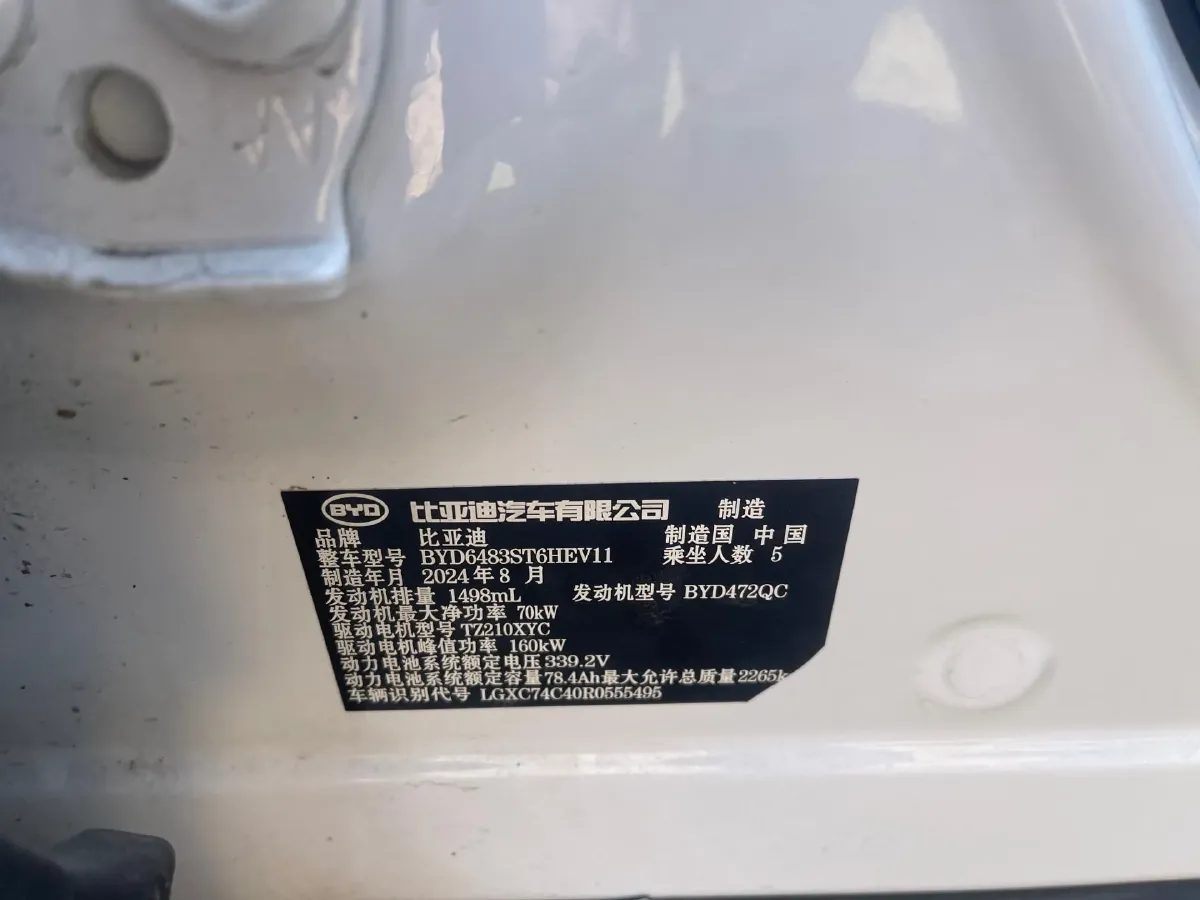 BYD 比亚迪汽车有限公司 制造
品牌 比亚迪 制造国 中国
整车型号 BYD6483ST6HEV11 乘坐人数 5
制造年月 2024年8月
发动机排量 1498mL 发动机型号 BYD472QC
发动机最大净功率 70kW
驱动电机型号 TZ210XYC
驱动电机峰值功率 160kW
动力电池系统额定电压 339.2V
动力电池系统额定容量 78.4Ah 最大允许总质量 2265k
车辆识别代号 LGXC74C40R0555495